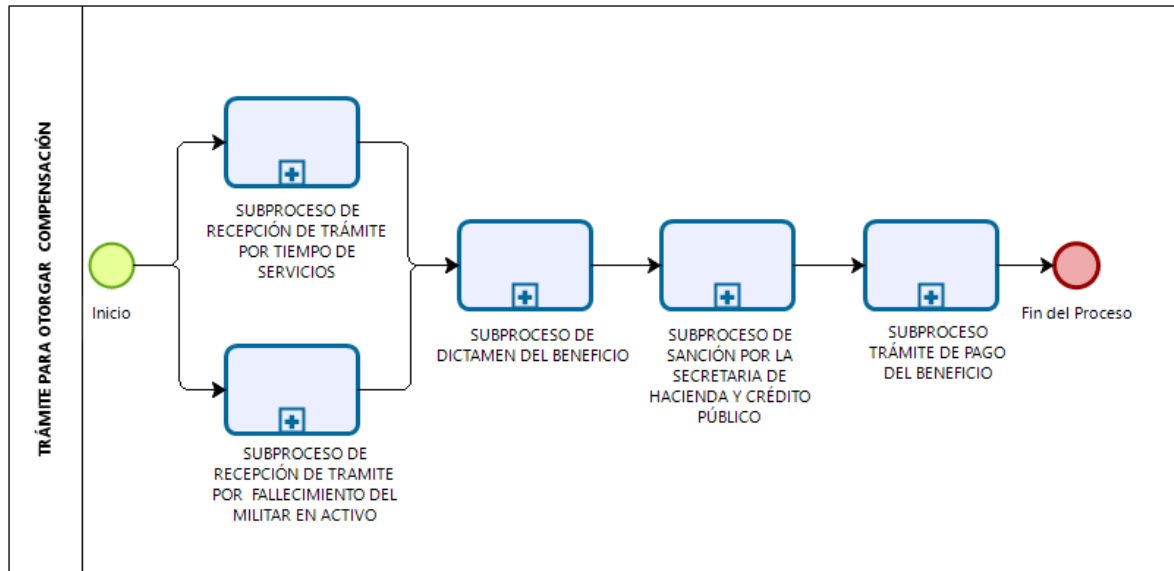 TRÁMITE PARA OTORGAR  COMPENSACIÓN
Inicio
SUBPROCESO DE
RECEPCIÓN DE TRÁMITE
POR TIEMPO DE
SERVICIOS
SUBPROCESO DE
RECEPCIÓN DE TRAMITE
POR  FALLECIMIENTO DEL
MILITAR EN ACTIVO
SUBPROCESO DE
DICTAMEN DEL BENEFICIO
SUBPROCESO DE
SANCIÓN POR LA
SECRETARIA DE
HACIENDA Y CRÉDITO
PÚBLICO
SUBPROCESO
TRÁMITE DE PAGO
DEL BENEFICIO
Fin del Proceso